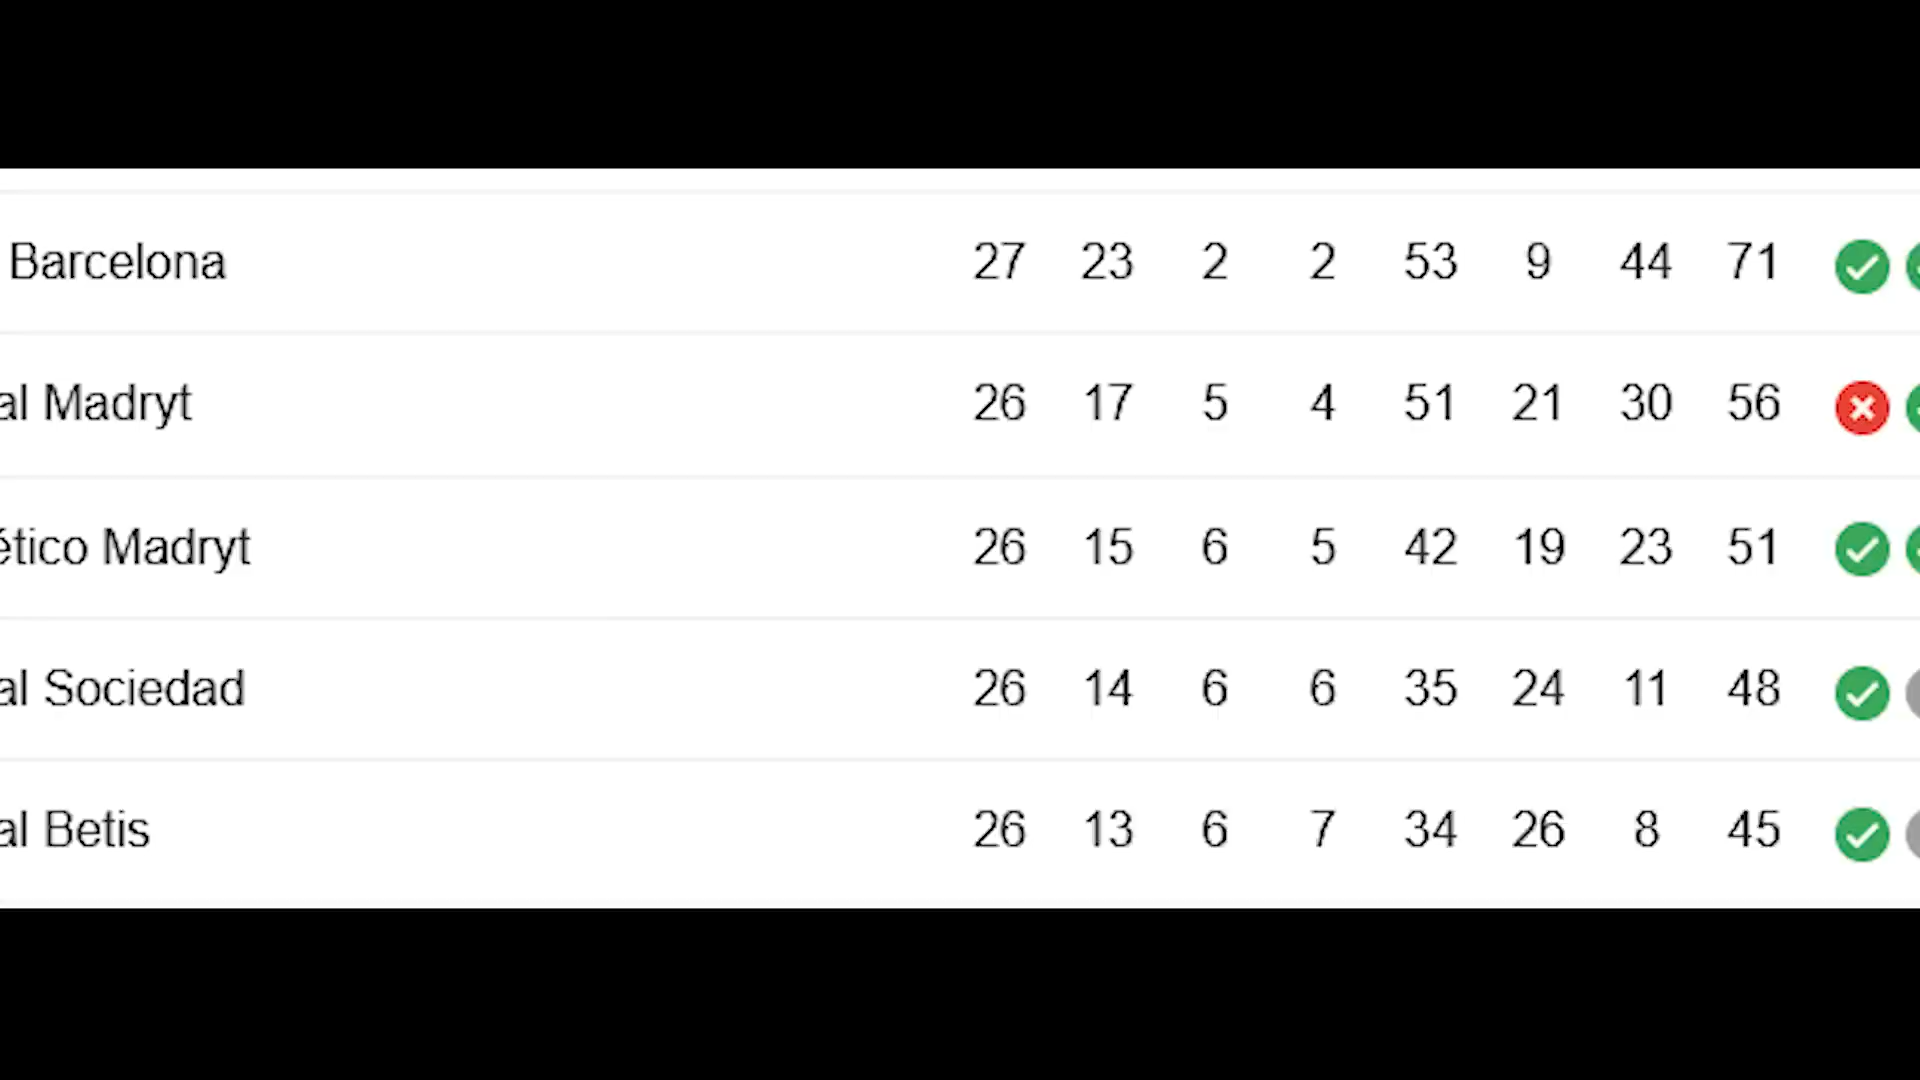 Barcelona 27 23 2 2 53 9 44 71
al Madryt 26 17 5 4 51 21 30 56
ético Madryt 26 15 6 5 42 19 23 51
al Sociedad 26 14 6 6 35 24 11 48
al Betis 26 13 6 7 34 26 8 45